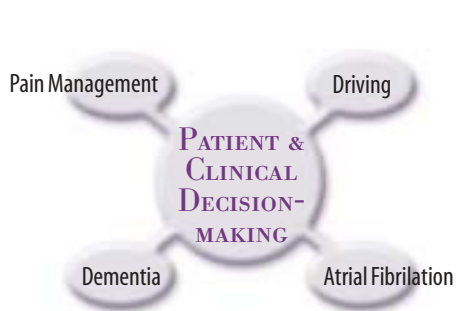 Pain Management
Driving
PATIENT &
CLINICAL
DECISION-
MAKING
Dementia
Atrial Fibrilation